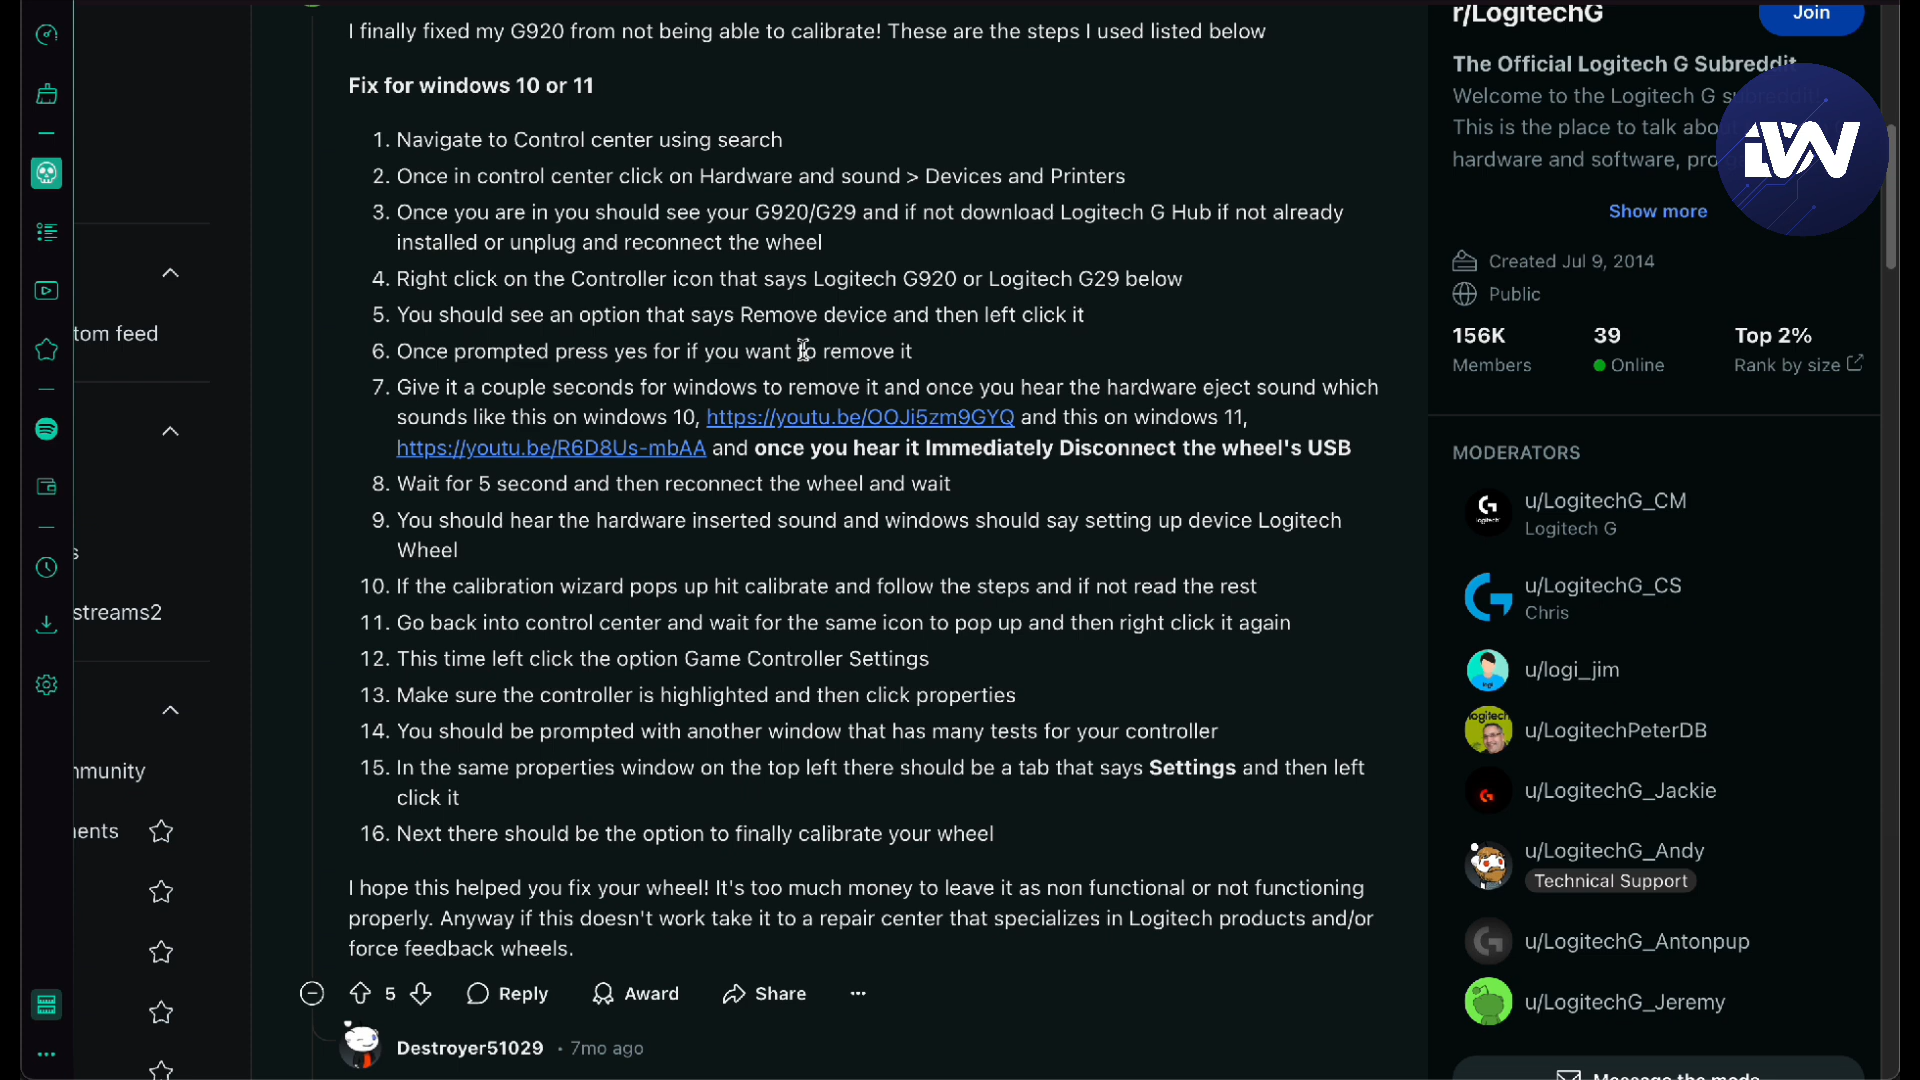 I finally fixed my G920 from not being able to calibrate! These are the steps I used listed below
Fix for windows 10 or 11
1. Navigate to Control center using search
2. Once in control center click on Hardware and sound > Devices and Printers
3. Once you are in you should see your G920/G29 and if not download Logitech G Hub if not already
installed or unplug and reconnect the wheel
4. Right click on the Controller icon that says Logitech G920 or Logitech G29 below
5. You should see an option that says Remove device and then left click it
6. Once prompted press yes for if you want to remove it
7. Give it a couple seconds for windows to remove it and once you hear the hardware eject sound which
sounds like this on windows 10, https://youtu.be/OOJi5zm9GYQ and this on windows 11,
https://youtu.be/R6D8Us-mbAA and once you hear it Immediately Disconnect the wheel's USB
8. Wait for 5 second and then reconnect the wheel and wait
9. You should hear the hardware inserted sound and windows should say setting up device Logitech
Wheel
10. If the calibration wizard pops up hit calibrate and follow the steps and if not read the rest
11. Go back into control center and wait for the same icon to pop up and then right click it again
12. This time left click the option Game Controller Settings
13. Make sure the controller is highlighted and then click properties
14. You should be prompted with another window that has many tests for your controller
15. In the same properties window on the top left there should be a tab that says Settings and then left
click it
16. Next there should be the option to finally calibrate your wheel
I hope this helped you fix your wheel! It's too much money to leave it as non functional or not functioning
properly. Anyway if this doesn't work take it to a repair center that specializes in Logitech products and/or
force feedback wheels.
5 Reply Award Share
Destroyer51029 · 7mo ago
tom feed
s
streams2
mmunity
ents
r/LogitechG Join
The Official Logitech G Subreddit
Welcome to the Logitech G subreddit!
This is the place to talk abou
hardware and software, pro
iW
Show more
Created Jul 9, 2014
Public
156K 39 Top 2%
Members Online Rank by size
MODERATORS
u/LogitechG_CM
Logitech G
u/LogitechG_CS
Chris
u/logi_jim
u/LogitechPeterDB
u/LogitechG_Jackie
u/LogitechG_Andy
Technical Support
u/LogitechG_Antonpup
u/LogitechG_Jeremy
Message the mods